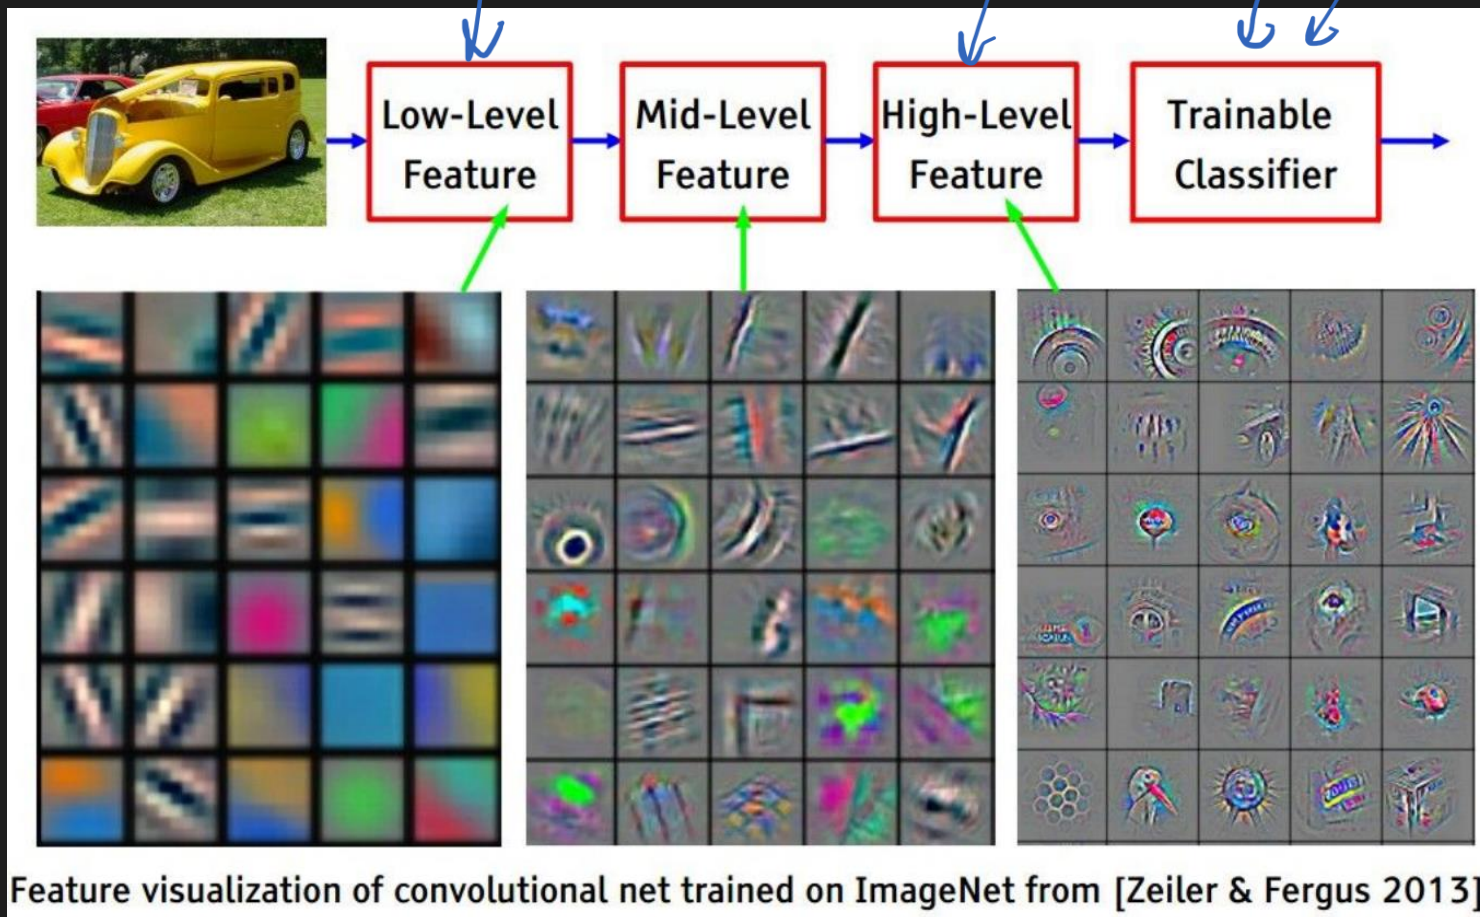 Low-Level
Feature
Mid-Level
Feature
High-Level
Feature
Trainable
Classifier
Feature visualization of convolutional net trained on ImageNet from [Zeiler & Fergus 2013]